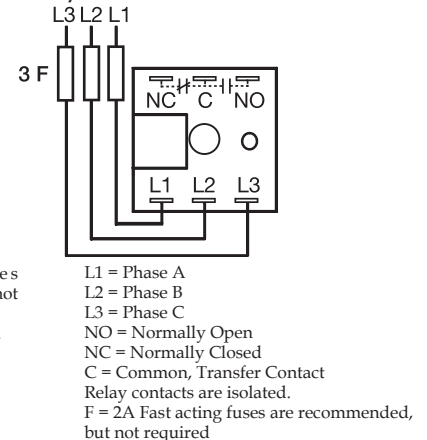 L3 L2 L1
3 F
NC C NO
L1 L2 L3
L1 = Phase A
L2 = Phase B
L3 = Phase C
NO = Normally Open
NC = Normally Closed
C = Common, Transfer Contact
Relay contacts are isolated.
F = 2A Fast acting fuses are recommended,
but not required